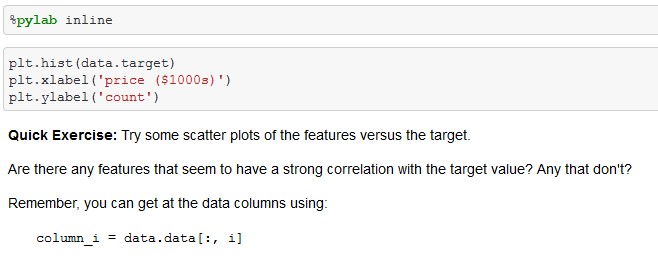 %pylab inline
plt.hist(data.target)
plt.xlabel('price ($1000s)')
plt.ylabel('count')
Quick Exercise: Try some scatter plots of the features versus the target.
Are there any features that seem to have a strong correlation with the target value? Any that don't?
Remember, you can get at the data columns using:
column_i = data.data[:, i]